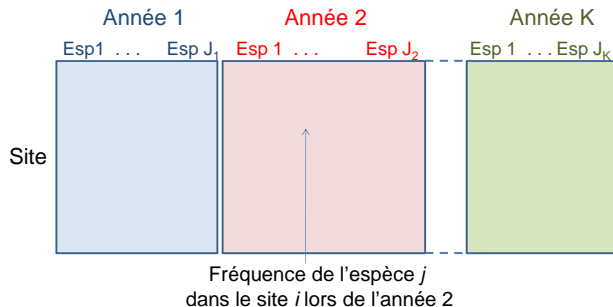 Année 1 Année 2 Année K
Esp1 . . . Esp J1 Esp 1 . . . Esp J2 Esp 1 . . . Esp JK
Site
Fréquence de l’espèce j
dans le site i lors de l’année 2